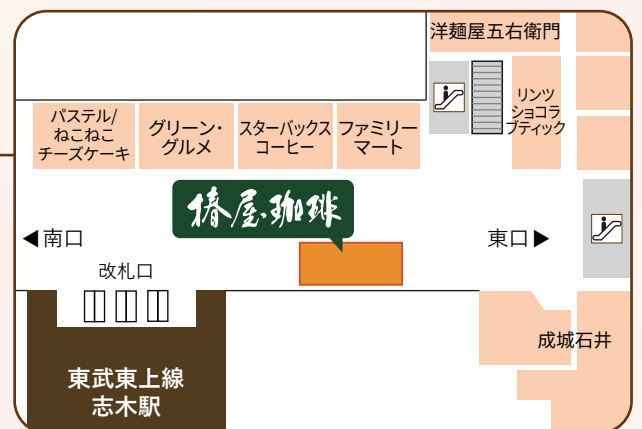 洋麺屋五右衛門
リンツ
ショコラ
ブティック
パステル/
ねこねこ
チーズケーキ
グリーン・
グルメ
スターバックス
コーヒー
ファミリー
マート
椿屋珈琲
◀南口
東口▶
改札口
成城石井
東武東上線
志木駅